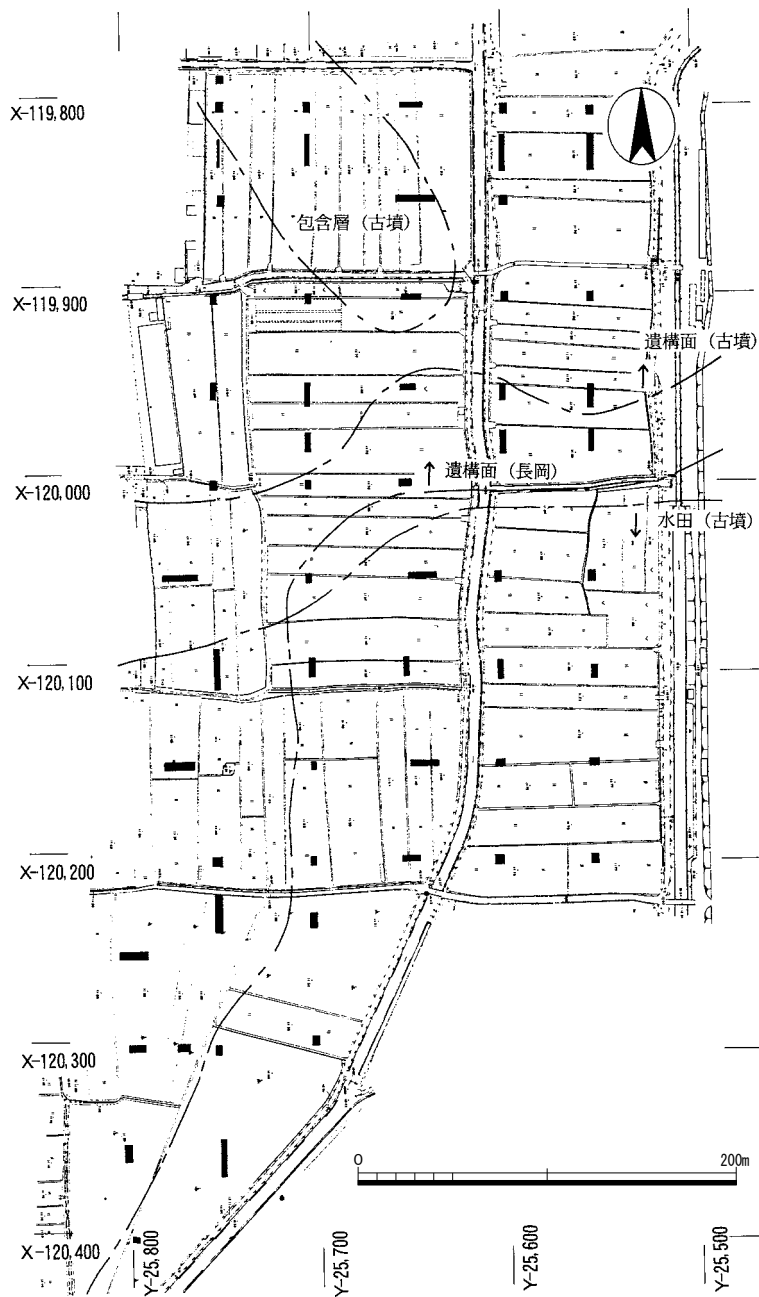 X-119,800
包含層（古墳）
X-119,900
遺構面（古墳）
↑
↑ 遺構面（長岡）
X-120,000
↓ 水田（古墳）
X-120,100
X-120,200
X-120,300
0 200m
X-120,400
Y-25,800
Y-25,700
Y-25,600
Y-25,500